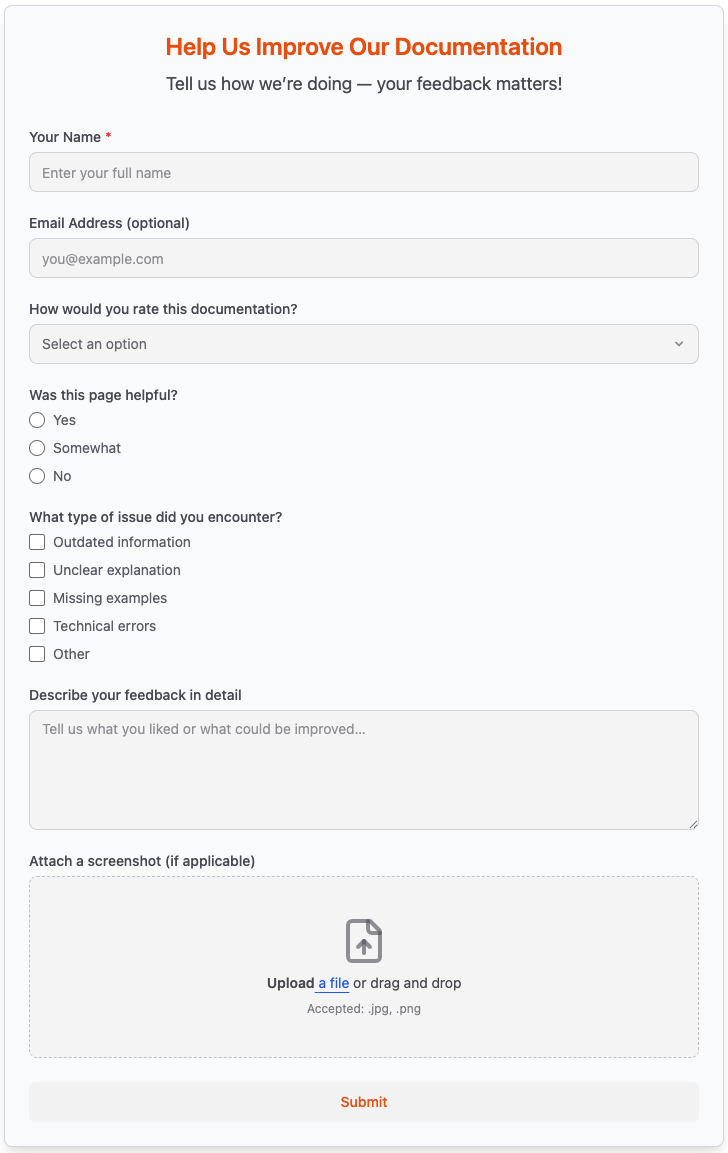 Help Us Improve Our Documentation
Tell us how we’re doing — your feedback matters!
Your Name *
Enter your full name
Email Address (optional)
you@example.com
How would you rate this documentation?
Select an option
Was this page helpful?
Yes
Somewhat
No
What type of issue did you encounter?
Outdated information
Unclear explanation
Missing examples
Technical errors
Other
Describe your feedback in detail
Tell us what you liked or what could be improved...
Attach a screenshot (if applicable)
Upload a file or drag and drop
Accepted: .jpg, .png
Submit